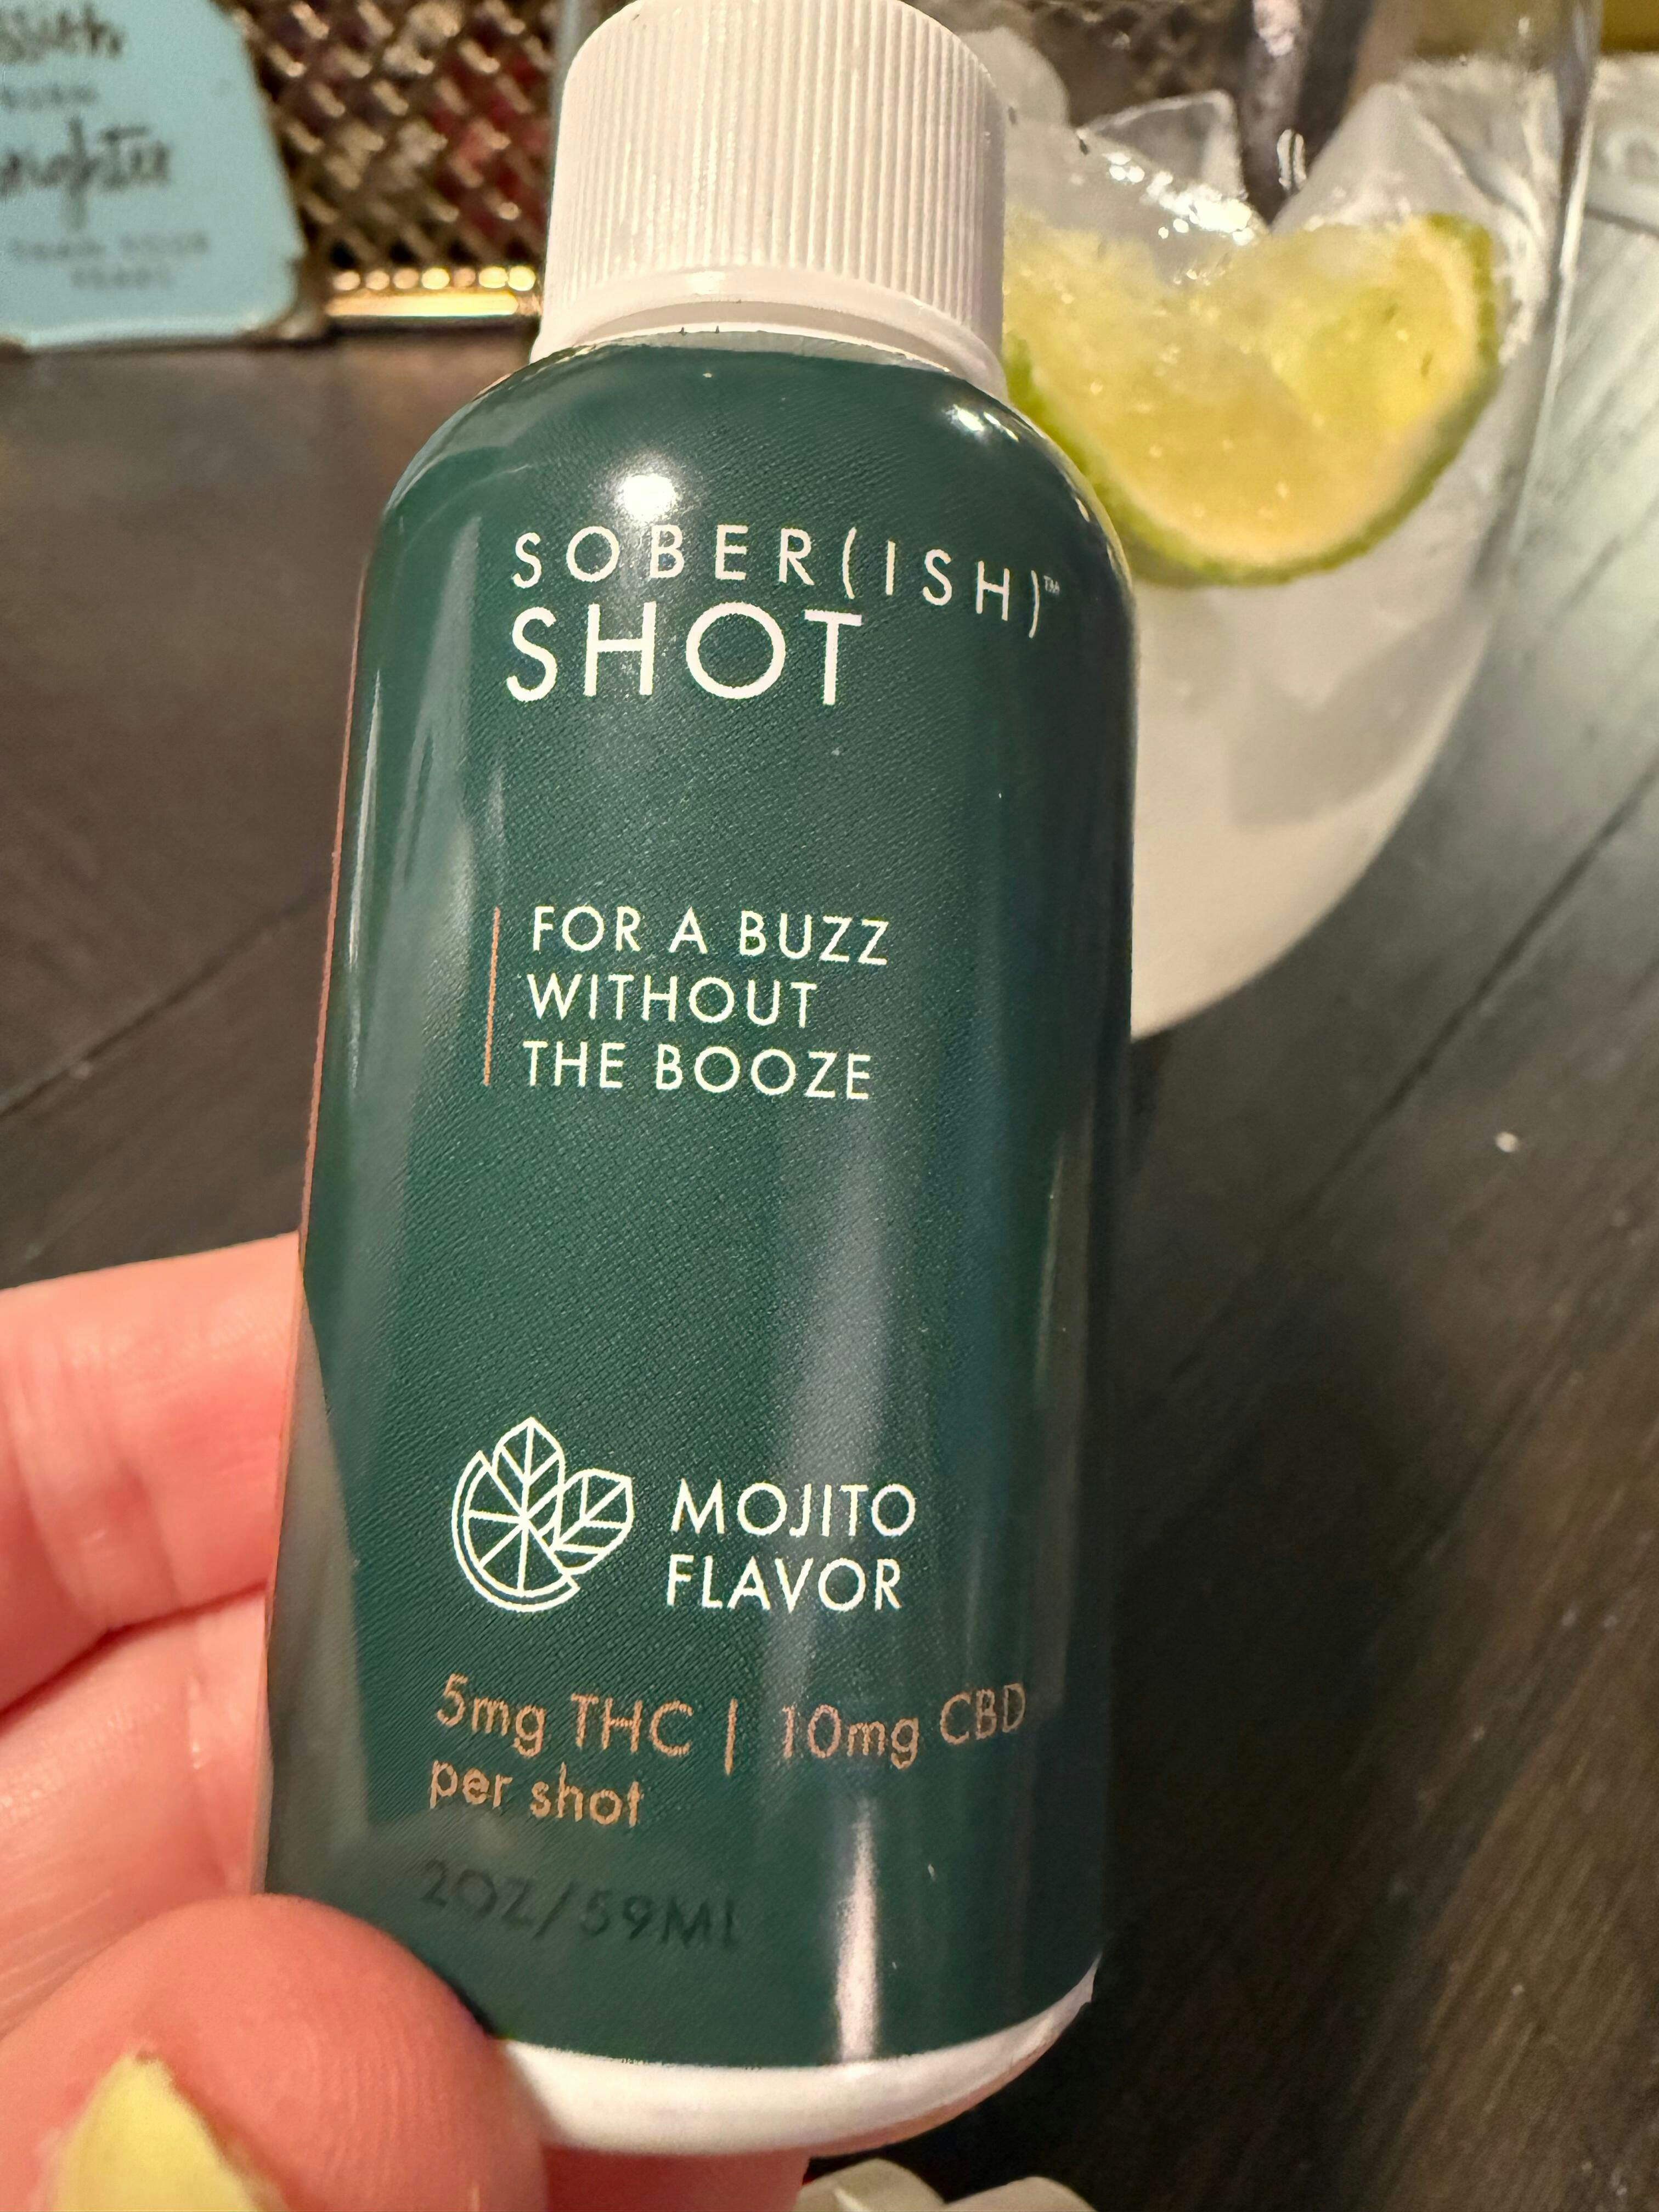 SOBER(ISH)™
SHOT
FOR A BUZZ
WITHOUT
THE BOOZE
MOJITO
FLAVOR
5mg THC | 10mg CBD
per shot
2OZ/59ML